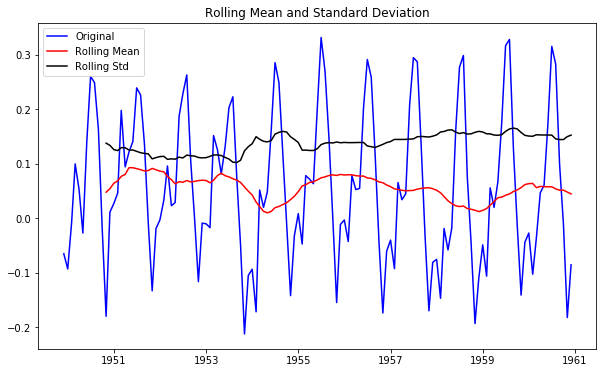 Rolling Mean and Standard Deviation
Original
Rolling Mean
Rolling Std
0.3
0.2
0.1
0.0
−0.1
−0.2
1951 1953 1955 1957 1959 1961